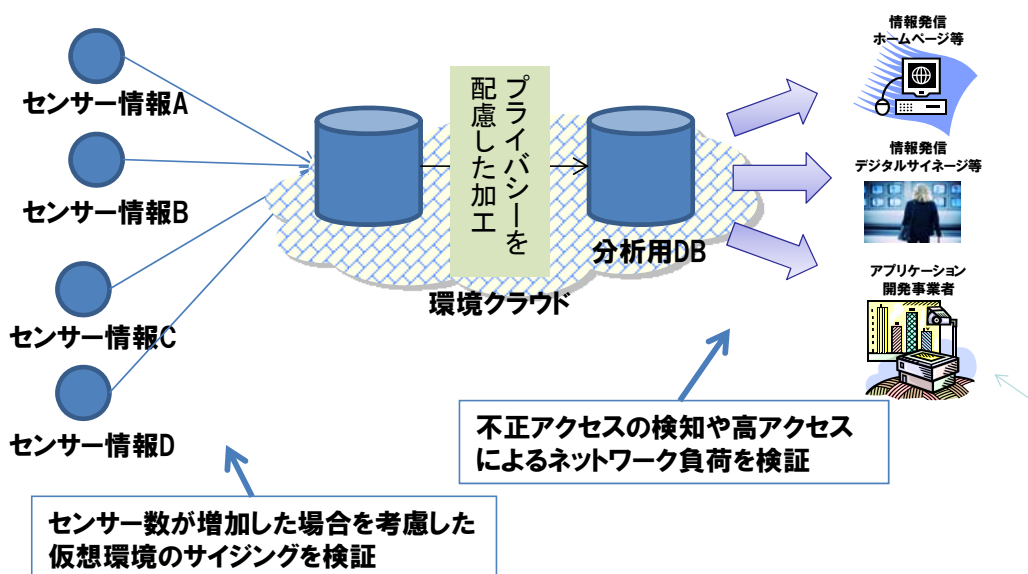 センサー情報A
センサー情報B
センサー情報C
センサー情報D
プライバシーを
配慮した加工
分析用DB
環境クラウド
情報発信
ホームページ等
情報発信
デジタルサイネージ等
アプリケーション
開発事業者
不正アクセスの検知や高アクセス
によるネットワーク負荷を検証
センサー数が増加した場合を考慮した
仮想環境のサイジングを検証